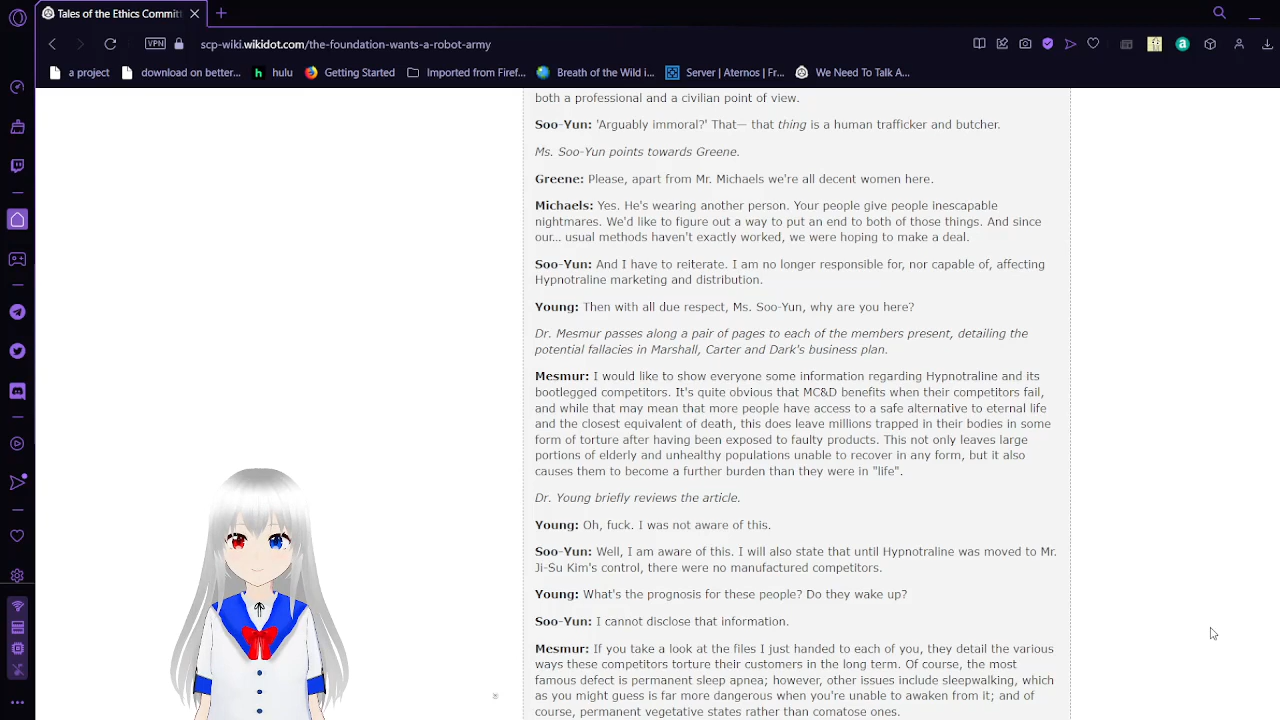 Tales of the Ethics Committ
scp-wiki.wikidot.com/the-foundation-wants-a-robot-army
VPN
a project
download on better...
hulu
Getting Started
Imported from Firef...
Breath of the Wild i...
Server | Aternos | Fr...
We Need To Talk A...
both a professional and a civilian point of view.
Soo-Yun: 'Arguably immoral?' That— that thing is a human trafficker and butcher.
Ms. Soo-Yun points towards Greene.
Greene: Please, apart from Mr. Michaels we're all decent women here.
Michaels: Yes. He's wearing another person. Your people give people inescapable
nightmares. We'd like to figure out a way to put an end to both of those things. And since
our... usual methods haven't exactly worked, we were hoping to make a deal.
Soo-Yun: And I have to reiterate. I am no longer responsible for, nor capable of, affecting
Hypnotraline marketing and distribution.
Young: Then with all due respect, Ms. Soo-Yun, why are you here?
Dr. Mesmur passes along a pair of pages to each of the members present, detailing the
potential fallacies in Marshall, Carter and Dark's business plan.
Mesmur: I would like to show everyone some information regarding Hypnotraline and its
bootlegged competitors. It's quite obvious that MC&D benefits when their competitors fail,
and while that may mean that more people have access to a safe alternative to eternal life
and the closest equivalent of death, this does leave millions trapped in their bodies in some
form of torture after having been exposed to faulty products. This not only leaves large
portions of elderly and unhealthy populations unable to recover in any form, but it also
causes them to become a further burden than they were in "life".
Dr. Young briefly reviews the article.
Young: Oh, fuck. I was not aware of this.
Soo-Yun: Well, I am aware of this. I will also state that until Hypnotraline was moved to Mr.
Ji-Su Kim's control, there were no manufactured competitors.
Young: What's the prognosis for these people? Do they wake up?
Soo-Yun: I cannot disclose that information.
Mesmur: If you take a look at the files I just handed to each of you, they detail the various
ways these competitors torture their customers in the long term. Of course, the most
famous defect is permanent sleep apnea; however, other issues include sleepwalking, which
as you might guess is far more dangerous when you're unable to awaken from it; and of
course, permanent vegetative states rather than comatose ones.